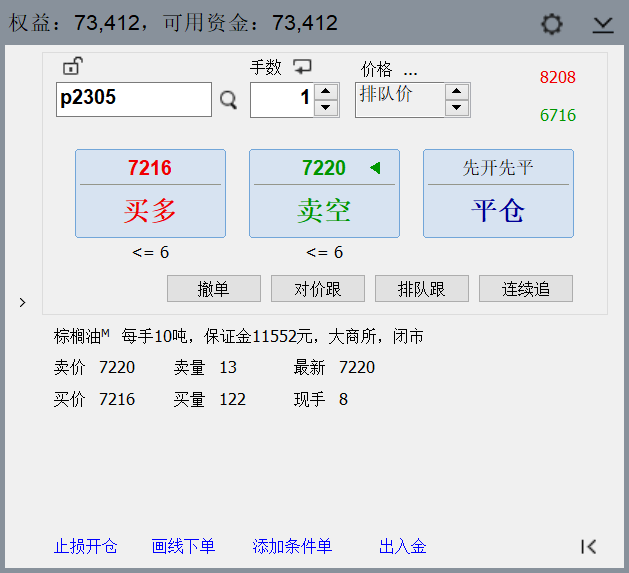 权益：73,412，可用资金：73,412
手数 价格 ... 8208
p2305 1 排队价 6716
7216 7220 先开先平
买多 卖空 平仓
<= 6 <= 6
撤单 对价跟 排队跟 连续追
棕榈油M 每手10吨，保证金11552元，大商所，闭市
卖价 7220 卖量 13 最新 7220
买价 7216 买量 122 现手 8
止损开仓 画线下单 添加条件单 出入金